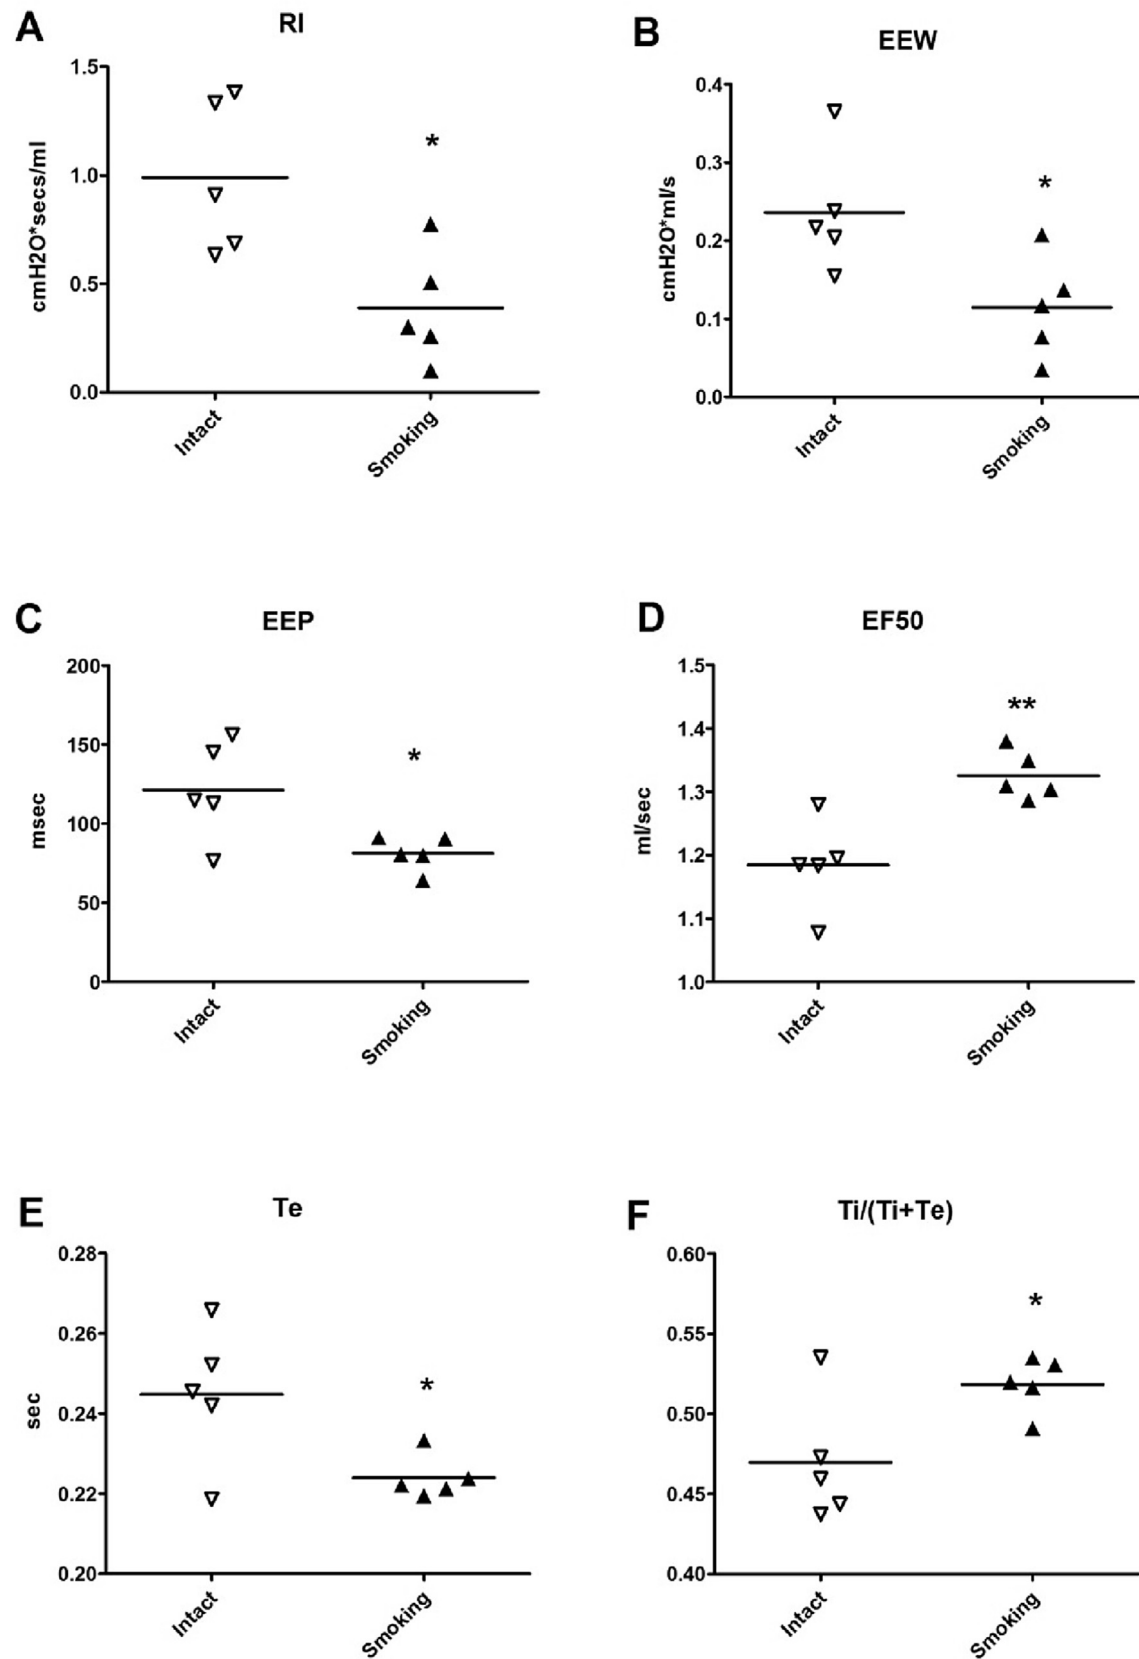 A
RI
1.5
1.0
0.5
0.0
cmH2O*secs/ml
*
Intact
Smoking
B
EEW
0.4
0.3
0.2
0.1
0.0
cmH2O*ml/s
*
Intact
Smoking
C
EEP
200
150
100
50
0
msec
*
Intact
Smoking
D
EF50
1.5
1.4
1.3
1.2
1.1
1.0
ml/sec
**
Intact
Smoking
E
Te
0.28
0.26
0.24
0.22
0.20
sec
*
Intact
Smoking
F
Ti/(Ti+Te)
0.60
0.55
0.50
0.45
0.40
*
Intact
Smoking